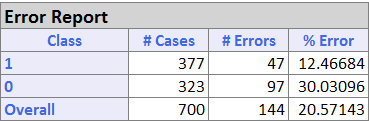 Error Report
Class # Cases # Errors % Error
1 377 47 12.46684
0 323 97 30.03096
Overall 700 144 20.57143